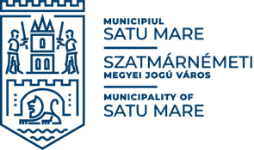 MUNICIPIUL
SATU MARE
SZATMÁRNÉMETI
MEGYEI JOGÚ VÁROS
MUNICIPALITY OF
SATU MARE